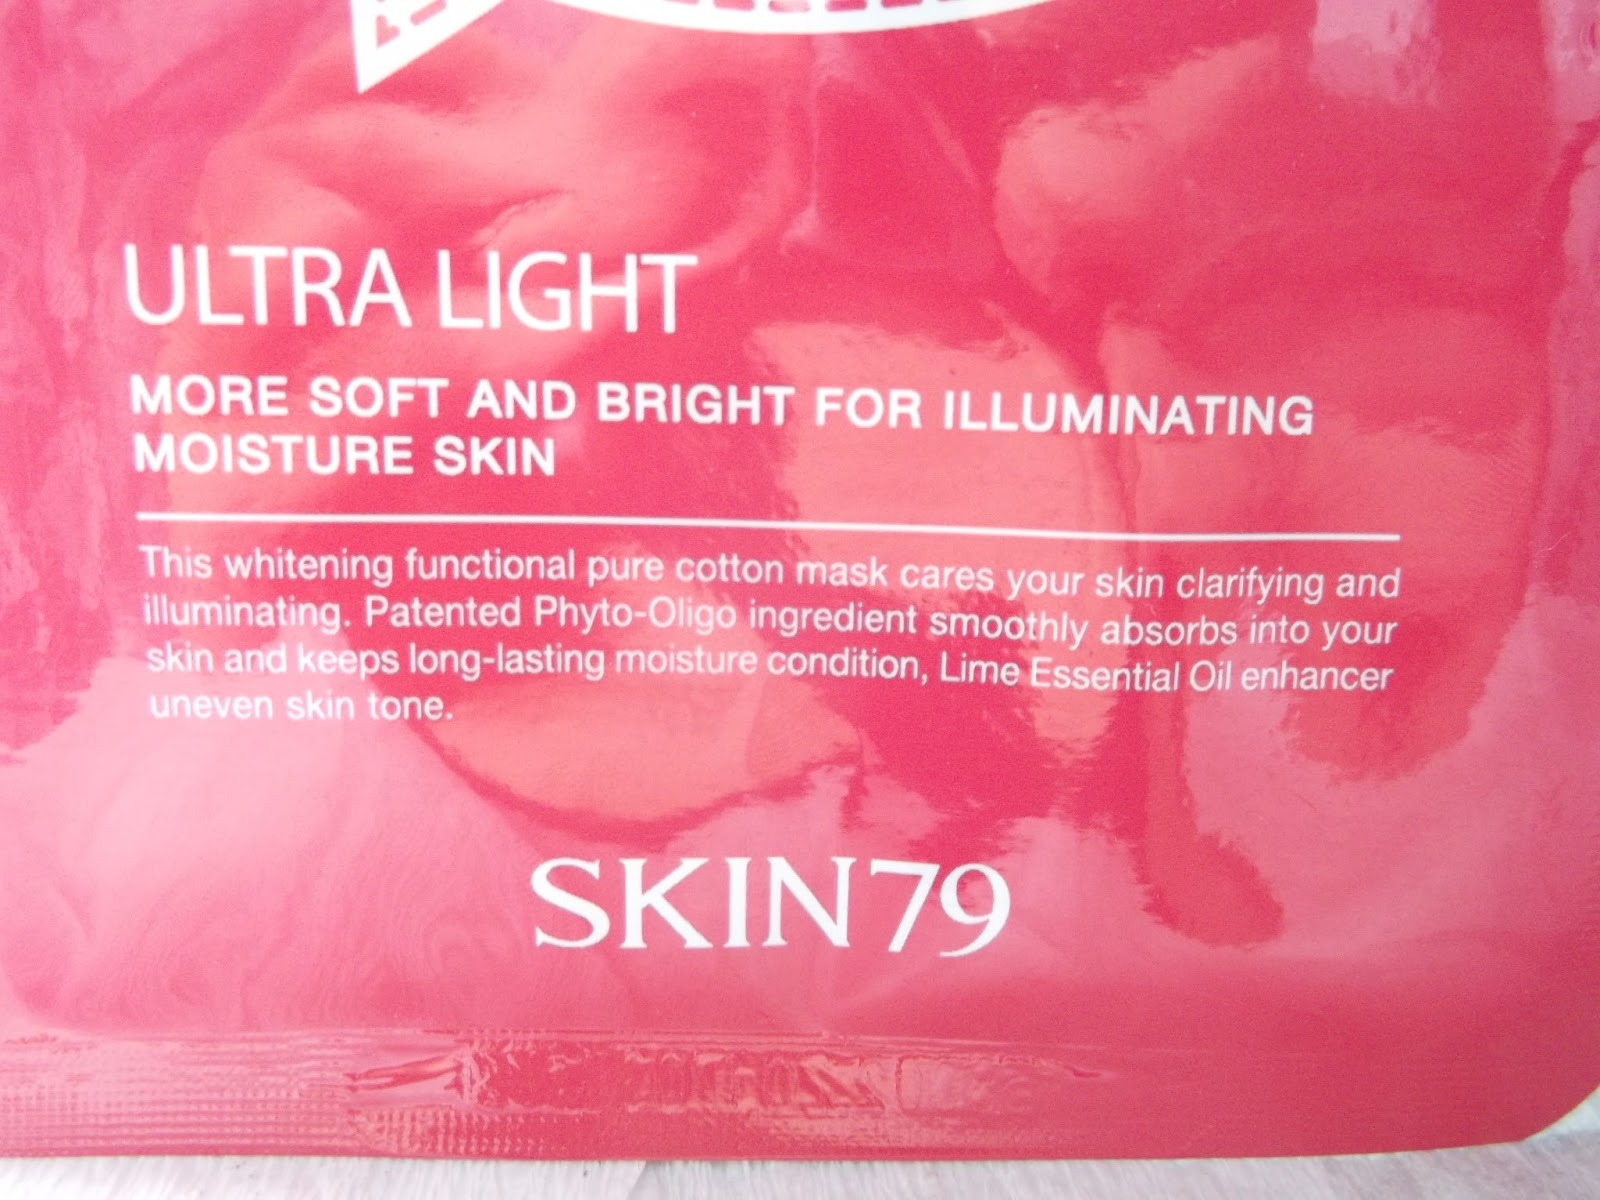 ULTRA LIGHT
MORE SOFT AND BRIGHT FOR ILLUMINATING
MOISTURE SKIN
This whitening functional pure cotton mask cares your skin clarifying and
illuminating. Patented Phyto-Oligo ingredient smoothly absorbs into your
skin and keeps long-lasting moisture condition, Lime Essential Oil enhancer
uneven skin tone.
SKIN79